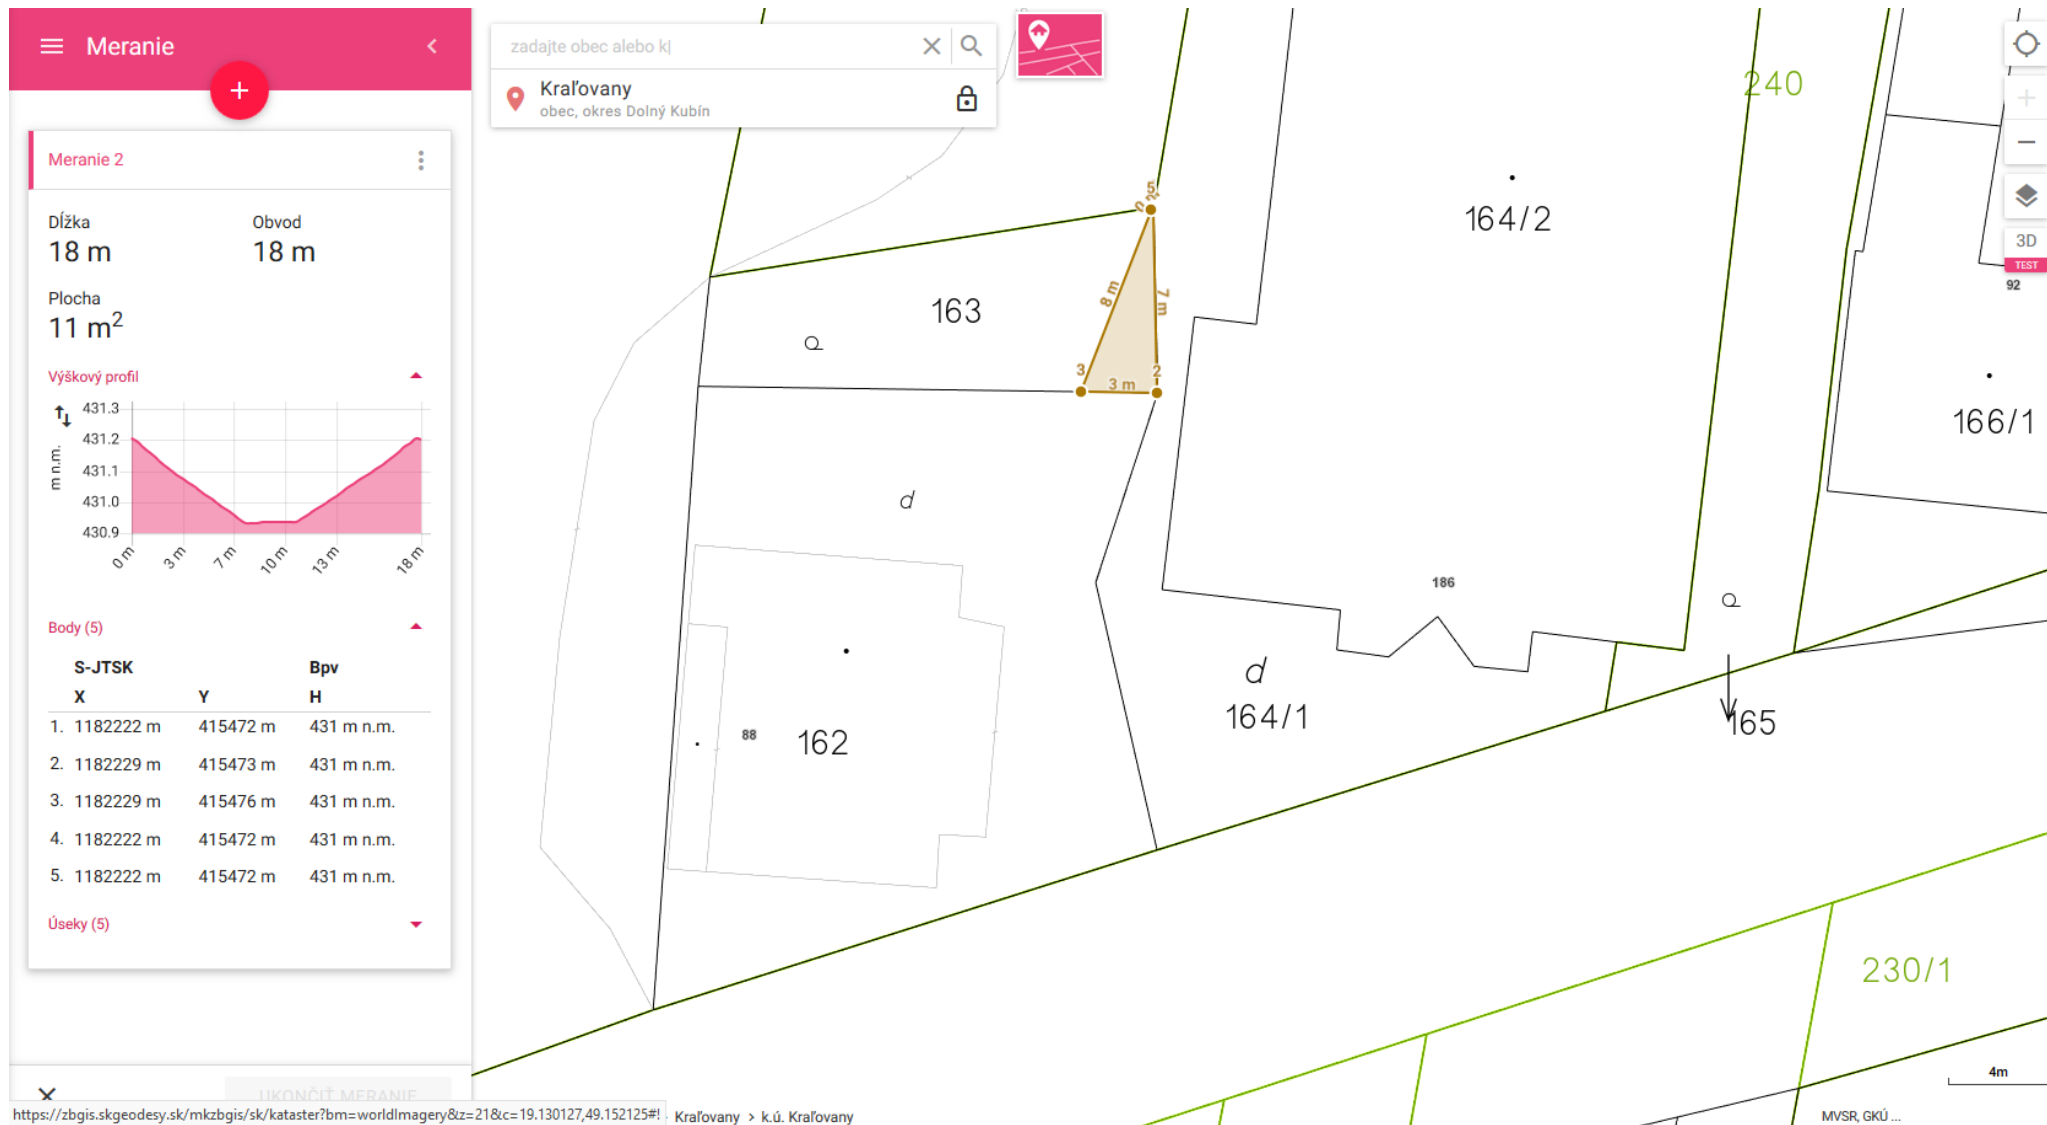 Meranie
Meranie 2
Dĺžka
Obvod
18 m
18 m
Plocha
11 m²
Výškový profil
431.3
431.2
431.1
431.0
430.9
m n.m.
0 m
3 m
7 m
10 m
13 m
18 m
Body (5)
S-JTSK
Bpv
X
Y
H
1. 1182222 m 415472 m 431 m n.m.
2. 1182229 m 415473 m 431 m n.m.
3. 1182229 m 415476 m 431 m n.m.
4. 1182222 m 415472 m 431 m n.m.
5. 1182222 m 415472 m 431 m n.m.
Úseky (5)
UKONČIŤ MERANIE
https://zbgis.skgeodesy.sk/mkzbgis/sk/kataster?bm=worldImagery&z=21&c=19.130127,49.152125#!
Kraľovany > k.ú. Kraľovany
zadajte obec alebo k
Kraľovany
obec, okres Dolný Kubín
240
164/2
5
163
8 m
7 m
3
2
3 m
3D
TEST
92
166/1
d
186
d
164/1
165
88
162
230/1
4m
MVSR, GKÚ ...